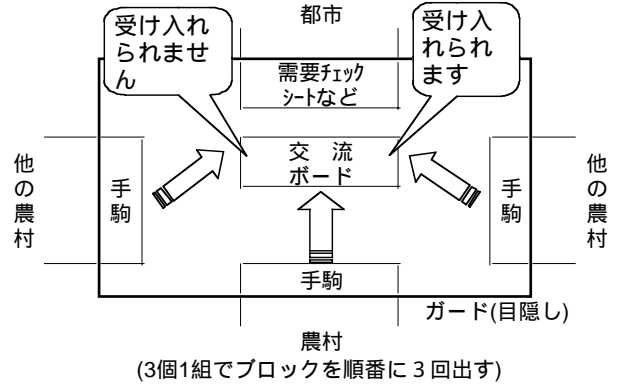 都市
受け入れ
られませ
ん
受け入
れられ
ます
需要ﾁｪｯｸ
ｼｰﾄなど
交　流
ボード
他の農村
手駒
手駒
他の農村
手駒
ガード(目隠し)
農村
(3個1組でブロックを順番に３回出す)